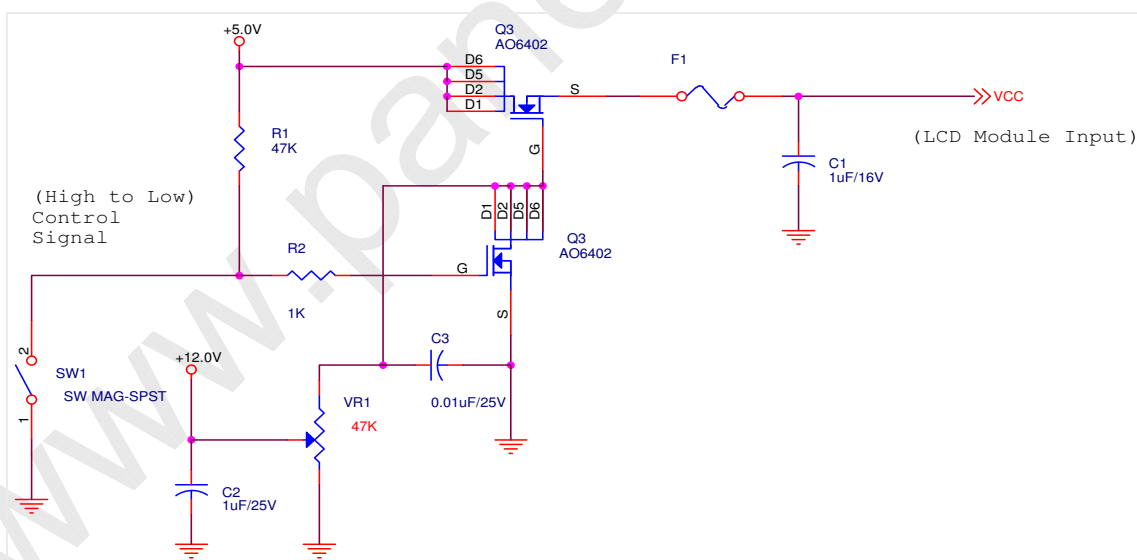 +5.0V
Q3
AO6402
D6
D5
D2
D1
S
G
F1
VCC
(LCD Module Input)
R1
47K
C1
1uF/16V
(High to Low)
Control
Signal
D1
D2
D5
D6
Q3
AO6402
R2
1K
G
S
C3
0.01uF/25V
+12.0V
2
SW1
SW MAG-SPST
1
VR1
47K
C2
1uF/25V
www.pan